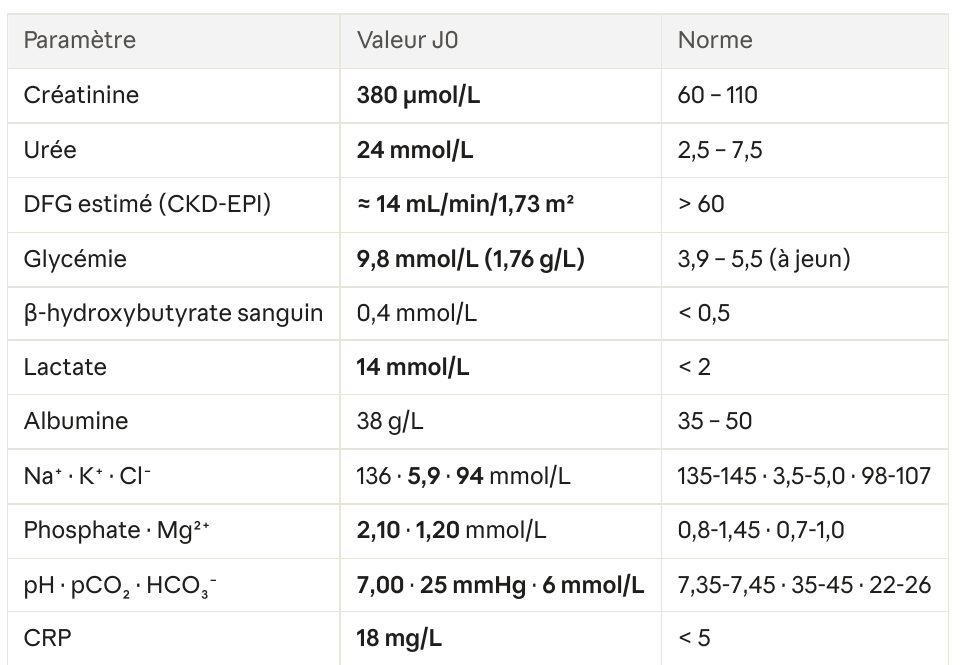 Paramètre Valeur J0 Norme
Créatinine 380 µmol/L 60 – 110
Urée 24 mmol/L 2,5 – 7,5
DFG estimé (CKD-EPI) ≈ 14 mL/min/1,73 m² > 60
Glycémie 9,8 mmol/L (1,76 g/L) 3,9 – 5,5 (à jeun)
β-hydroxybutyrate sanguin 0,4 mmol/L < 0,5
Lactate 14 mmol/L < 2
Albumine 38 g/L 35 – 50
Na⁺ · K⁺ · Cl⁻ 136 · 5,9 · 94 mmol/L 135-145 · 3,5-5,0 · 98-107
Phosphate · Mg²⁺ 2,10 · 1,20 mmol/L 0,8-1,45 · 0,7-1,0
pH · pCO₂ · HCO₃⁻ 7,00 · 25 mmHg · 6 mmol/L 7,35-7,45 · 35-45 · 22-26
CRP 18 mg/L < 5